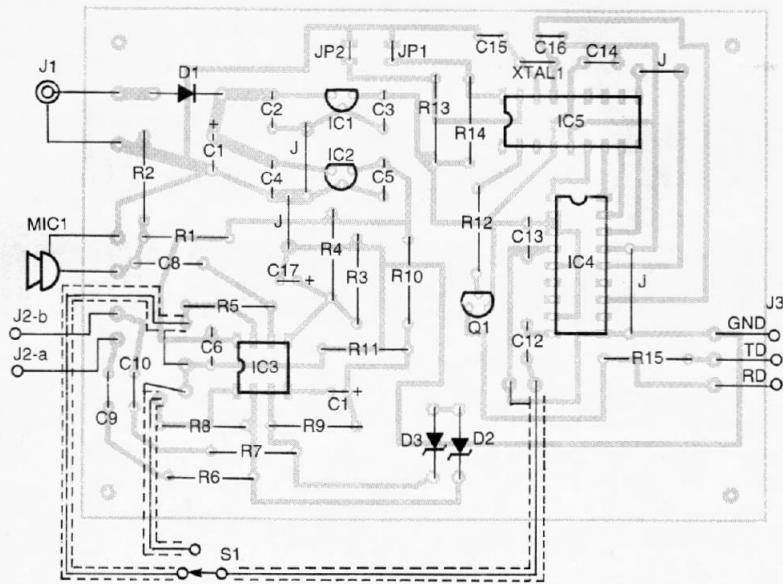 C15
C16
C14
JP2
JP1
J
J1
D1
XTAL1
C2
IC1
C3
R13
R14
IC5
C1
J
R2
C4
IC2
C5
MIC1
R1
J
R4
R12
C13
IC4
C8
C17
R3
R10
J
J3
J2-b
R5
Q1
GND
J2-a
C6
IC3
R11
C12
R15
TD
C10
RD
C9
C1
R8
R9
R7
D3
D2
R6
S1